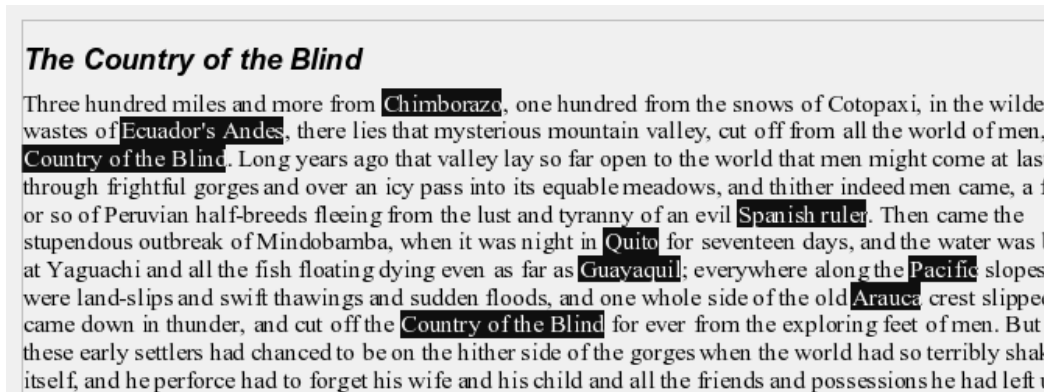 The Country of the Blind
Three hundred miles and more from Chimborazo, one hundred from the snows of Cotopaxi, in the wilde
wastes of Ecuador's Andes, there lies that mysterious mountain valley, cut off from all the world of men,
Country of the Blind. Long years ago that valley lay so far open to the world that men might come at las
through frightful gorges and over an icy pass into its equable meadows, and thither indeed men came, a f
or so of Peruvian half-breeds fleeing from the lust and tyranny of an evil Spanish ruler. Then came the
stupendous outbreak of Mindobamba, when it was night in Quito for seventeen days, and the water was
at Yaguachi and all the fish floating dying even as far as Guayaquil; everywhere along the Pacific slopes
were land-slips and swift thawings and sudden floods, and one whole side of the old Arauca crest slipped
came down in thunder, and cut off the Country of the Blind for ever from the exploring feet of men. But
these early settlers had chanced to be on the hither side of the gorges when the world had so terribly shak
itself, and he perforce had to forget his wife and his child and all the friends and possessions he had left